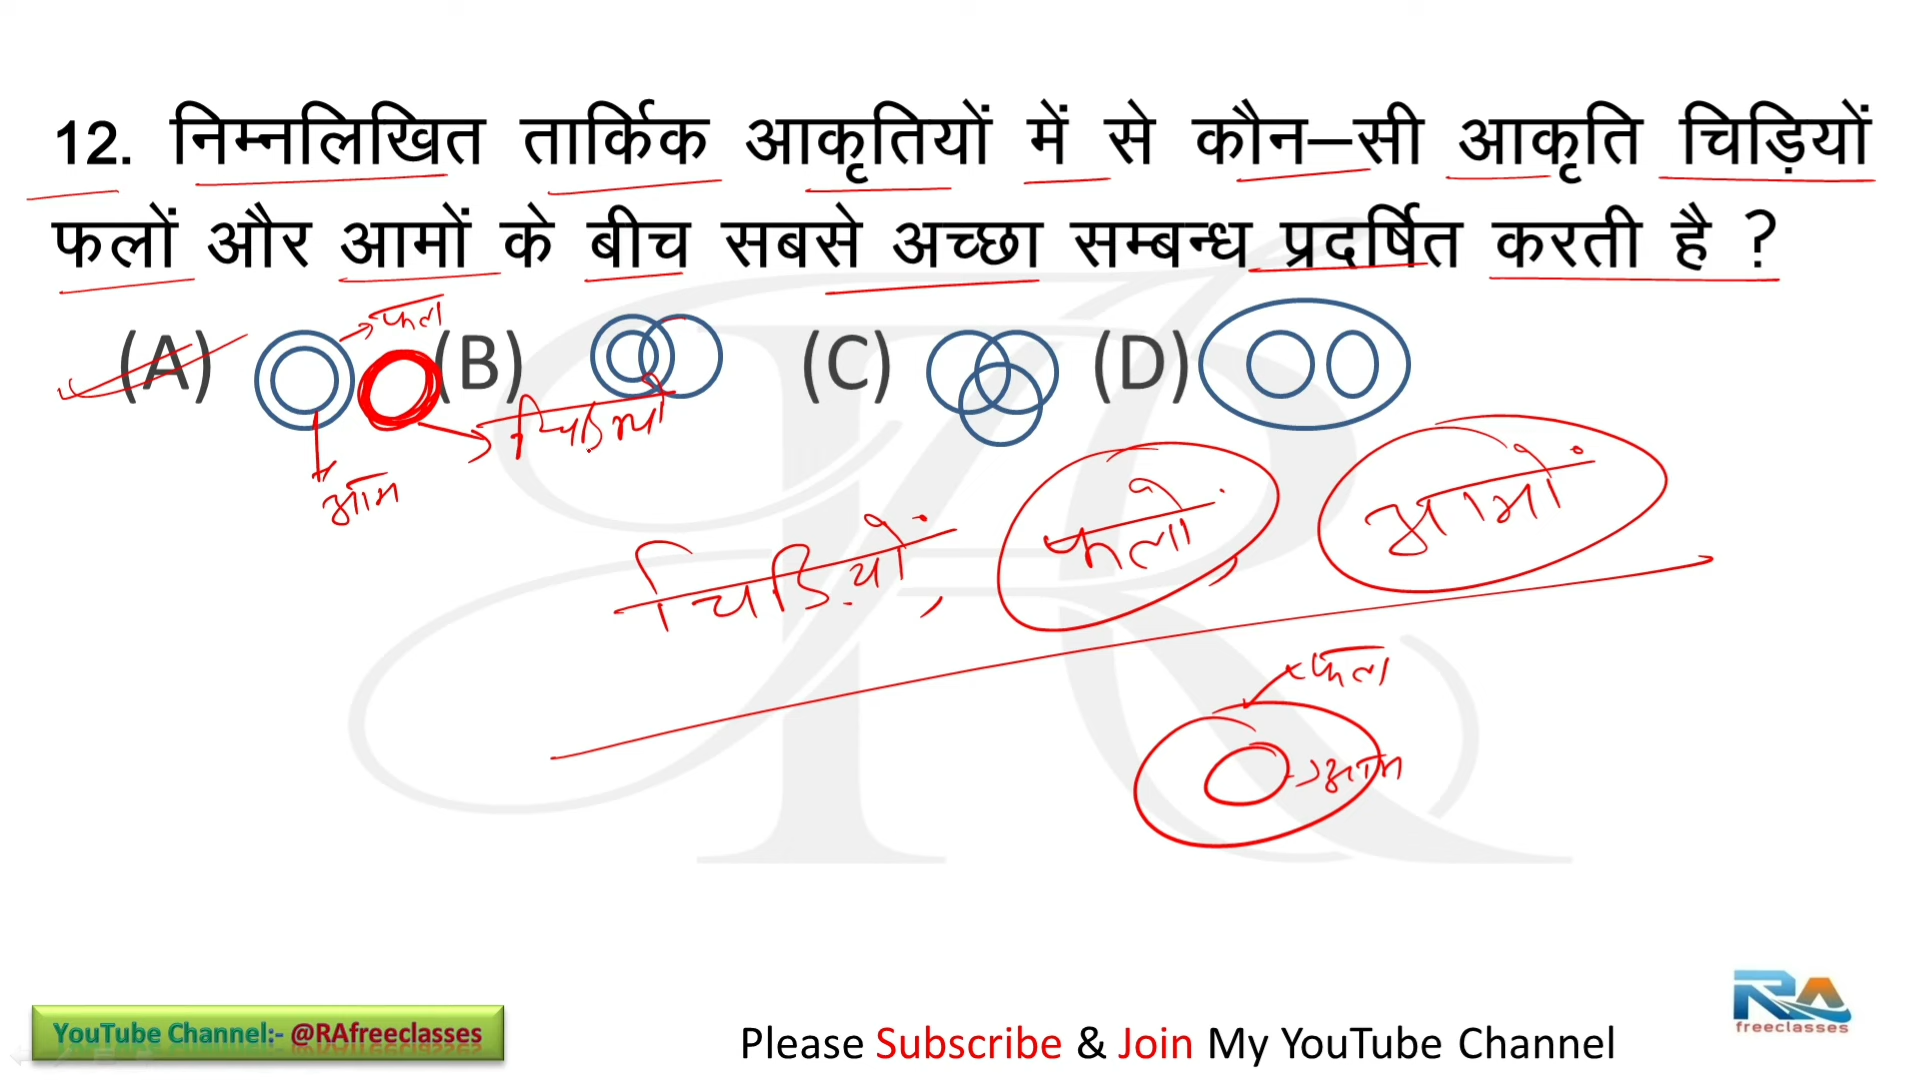 12. निम्नलिखित तार्किक आकृतियों में से कौन–सी आकृति चिड़ियों
फलों और आमों के बीच सबसे अच्छा सम्बन्ध प्रदर्षित करती है ?
(A) (B) (C) (D)
फल
चिडियों
आम
चिडि़यों, फलों, आमों
फल
आम
YouTube Channel:- @RAfreeclasses
Please Subscribe & Join My YouTube Channel
RA
freeclasses